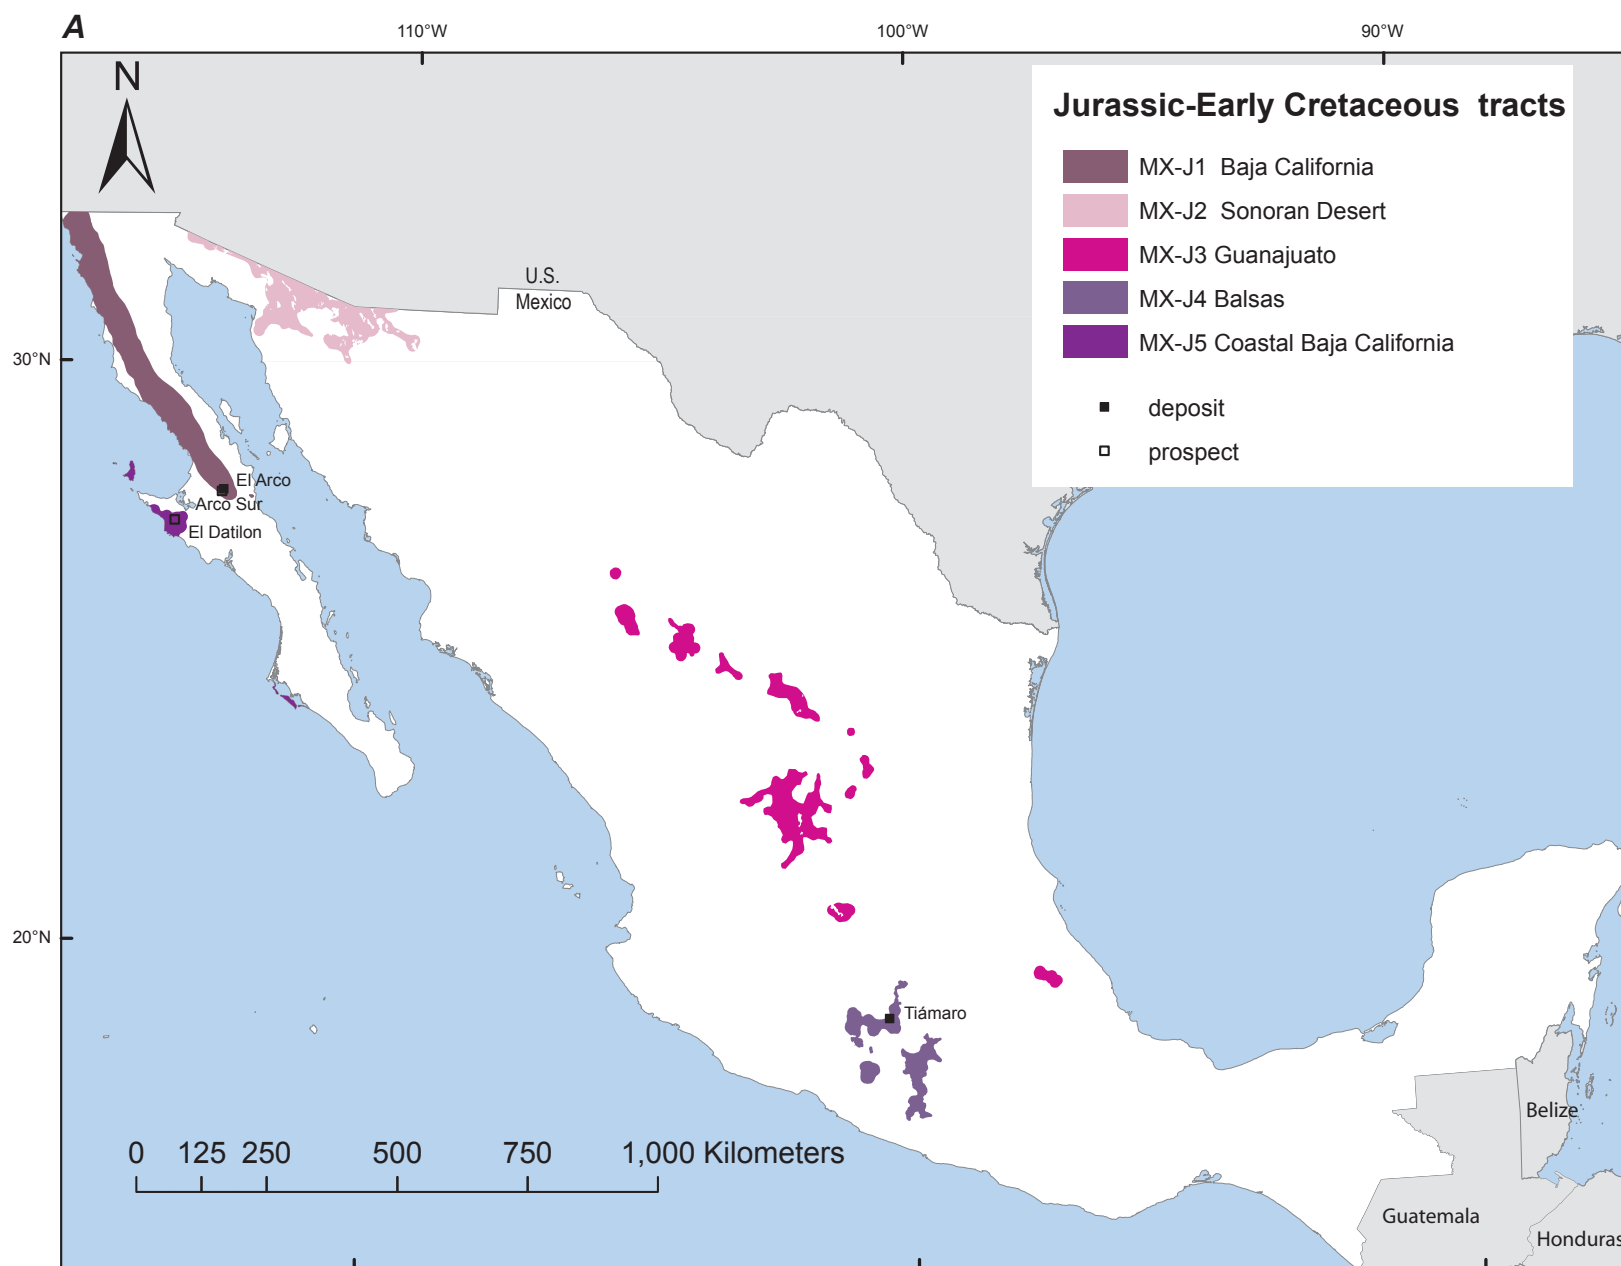 A
110°W
100°W
90°W
N
Jurassic-Early Cretaceous tracts
MX-J1 Baja California
MX-J2 Sonoran Desert
MX-J3 Guanajuato
MX-J4 Balsas
MX-J5 Coastal Baja California
deposit
prospect
U.S.
Mexico
30°N
El Arco
Arco Sur
El Datilon
20°N
Tiámaro
Belize
0 125 250 500 750 1,000 Kilometers
Guatemala
Honduras